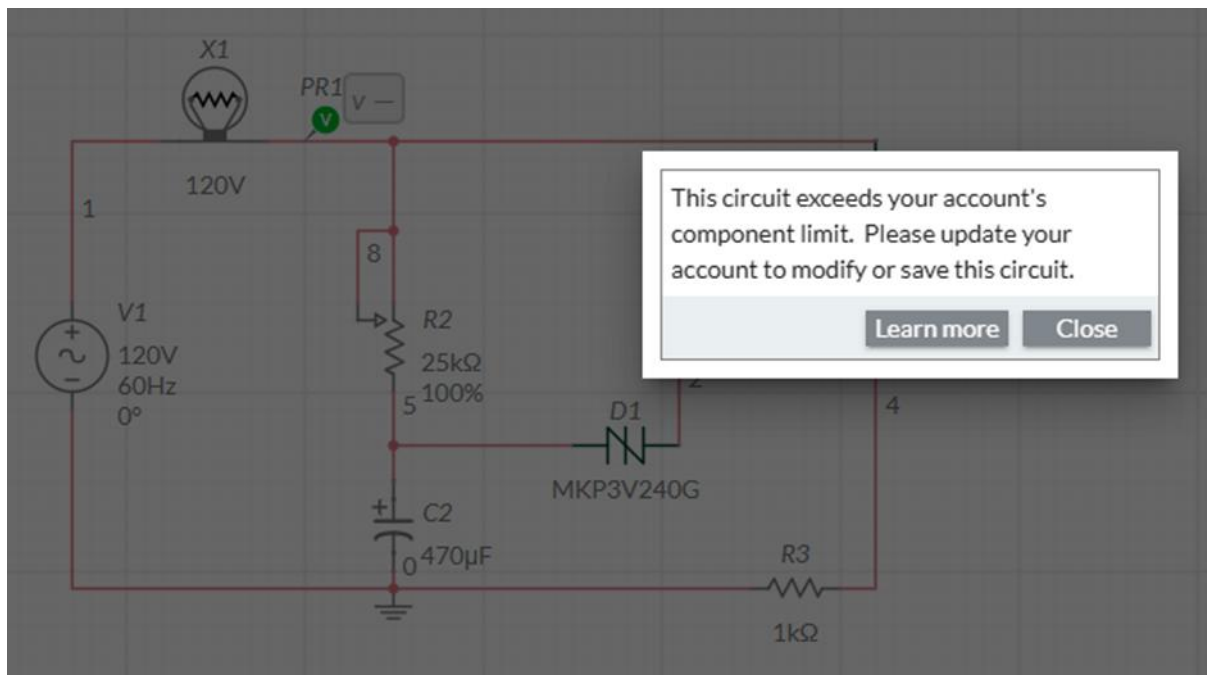 X1
PR1
v —
V
120V
1
8
V1
120V
60Hz
0°
R2
25kΩ
100%
5
D1
MKP3V240G
2
4
C2
470μF
0
R3
1kΩ
This circuit exceeds your account's
component limit. Please update your
account to modify or save this circuit.
Learn more
Close